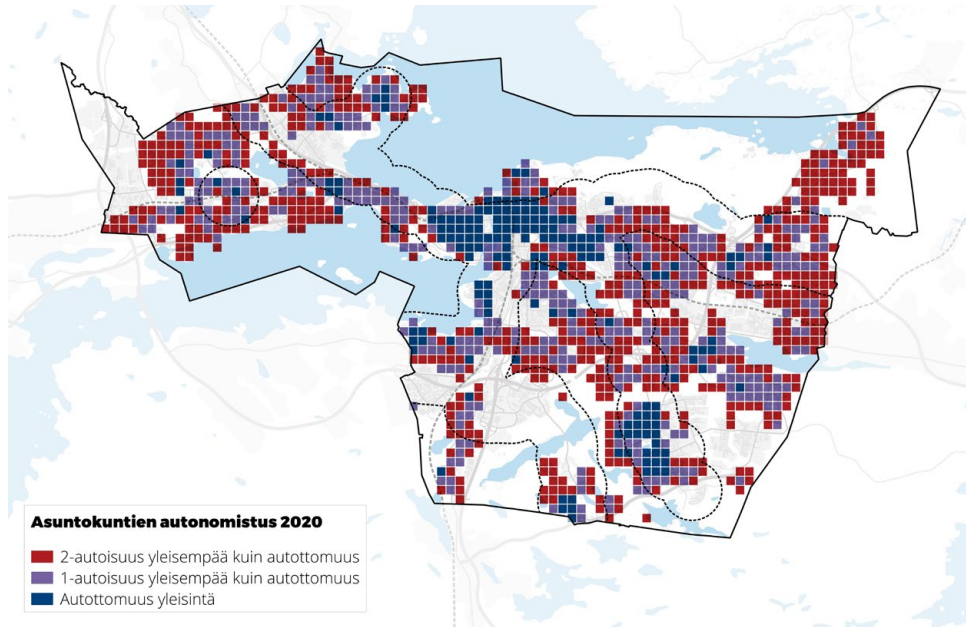 Asuntokuntien autonomistus 2020
2-autoisuus yleisempää kuin autottomuus
1-autoisuus yleisempää kuin autottomuus
Autottomuus yleisintä